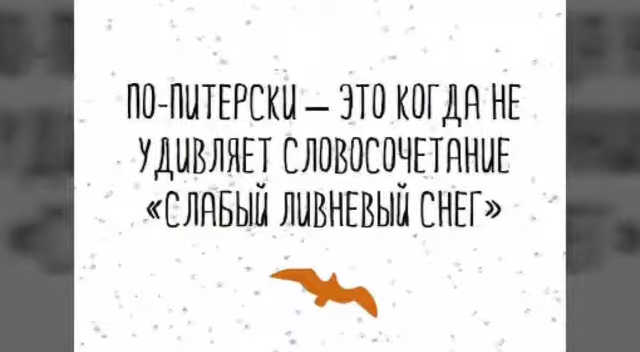 ПО-ПИТЕРСКИ – ЭТО КОГДА НЕ
УДИВЛЯЕТ СЛОВОСОЧЕТАНИЕ
«СЛАБЫЙ ЛИВНЕВЫЙ СНЕГ»